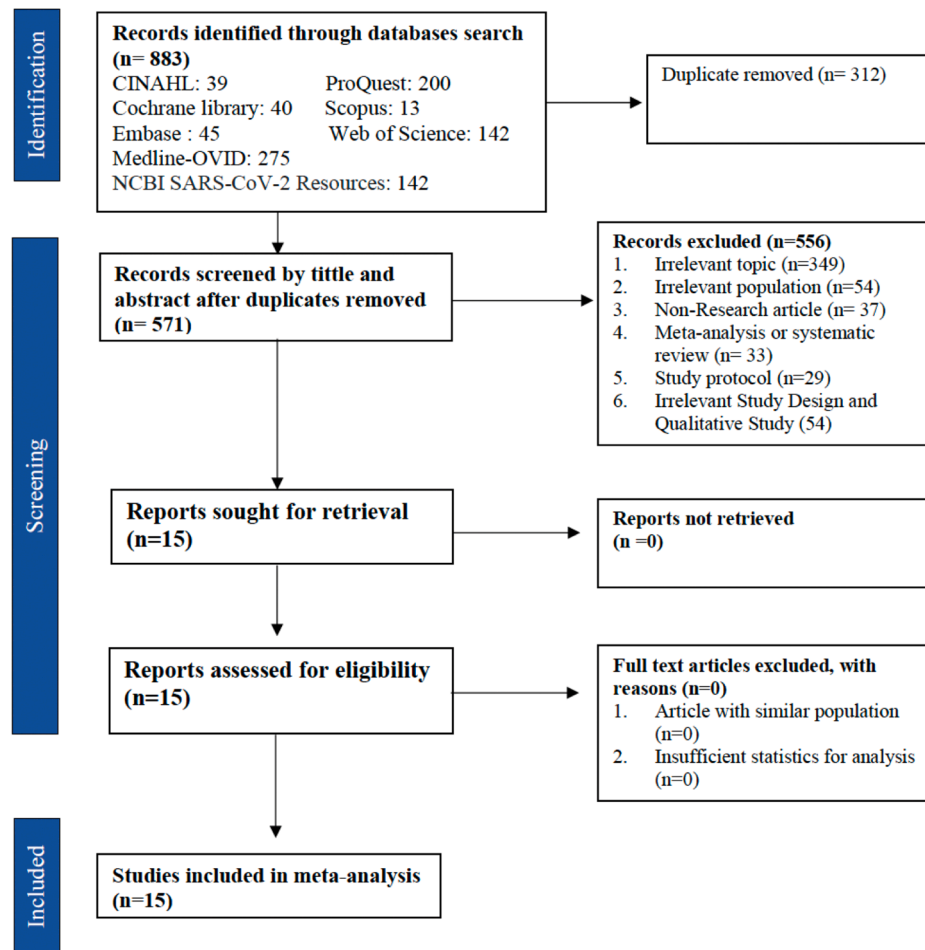 Identification
Records identified through databases search
(n= 883)
CINAHL: 39 ProQuest: 200
Cochrane library: 40 Scopus: 13
Embase : 45 Web of Science: 142
Medline-OVID: 275
NCBI SARS-CoV-2 Resources: 142
Duplicate removed (n= 312)
Screening
Records screened by tittle and
abstract after duplicates removed
(n= 571)
Records excluded (n=556)
1. Irrelevant topic (n=349)
2. Irrelevant population (n=54)
3. Non-Research article (n= 37)
4. Meta-analysis or systematic
review (n= 33)
5. Study protocol (n=29)
6. Irrelevant Study Design and
Qualitative Study (54)
Reports sought for retrieval
(n=15)
Reports not retrieved
(n =0)
Reports assessed for eligibility
(n=15)
Full text articles excluded, with
reasons (n=0)
1. Article with similar population
(n=0)
2. Insufficient statistics for analysis
(n=0)
Included
Studies included in meta-analysis
(n=15)